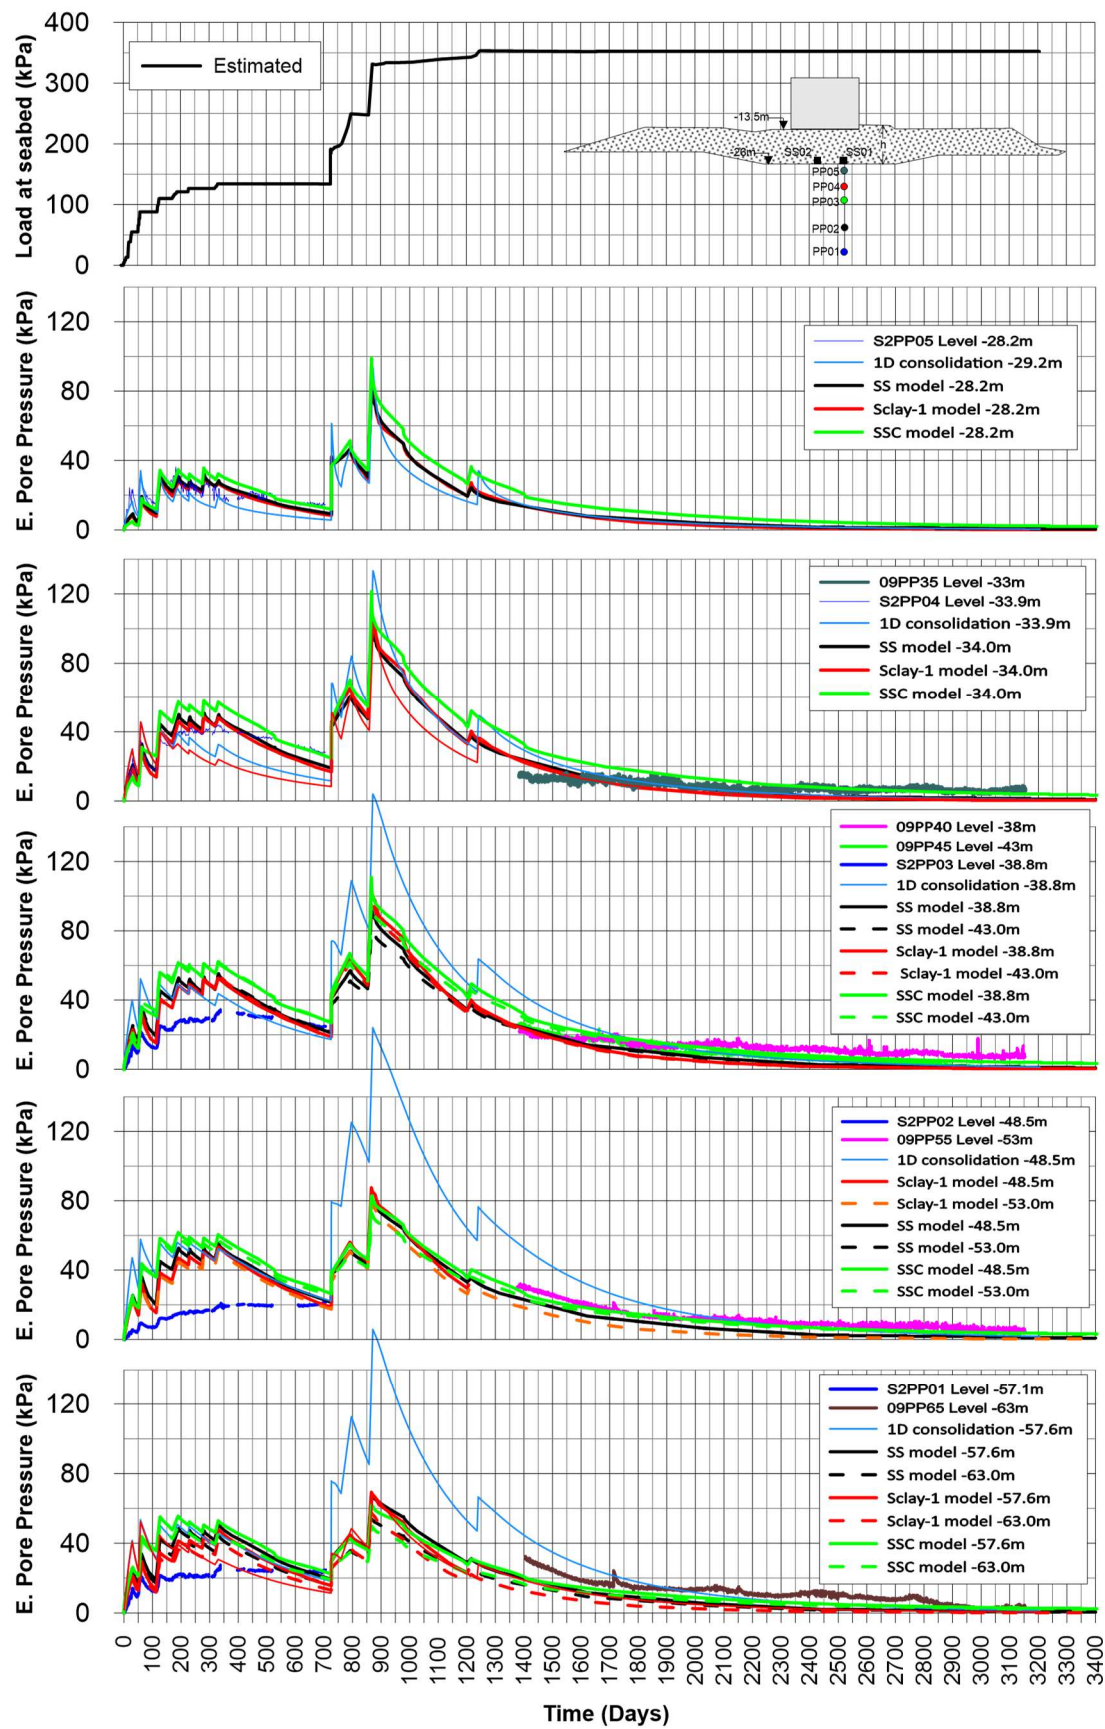 Load at seabed (kPa)
400
300
200
100
0
Estimated
-13.5m
-26m
SS02
SS01
h
PP05
PP04
PP03
PP02
PP01
E. Pore Pressure (kPa)
120
80
40
0
S2PP05 Level -28.2m
1D consolidation -29.2m
SS model -28.2m
Sclay-1 model -28.2m
SSC model -28.2m
E. Pore Pressure (kPa)
120
80
40
0
09PP35 Level -33m
S2PP04 Level -33.9m
1D consolidation -33.9m
SS model -34.0m
Sclay-1 model -34.0m
SSC model -34.0m
E. Pore Pressure (kPa)
120
80
40
0
09PP40 Level -38m
09PP45 Level -43m
S2PP03 Level -38.8m
1D consolidation -38.8m
SS model -38.8m
SS model -43.0m
Sclay-1 model -38.8m
Sclay-1 model -43.0m
SSC model -38.8m
SSC model -43.0m
E. Pore Pressure (kPa)
120
80
40
0
S2PP02 Level -48.5m
09PP55 Level -53m
1D consolidation -48.5m
Sclay-1 model -48.5m
Sclay-1 model -53.0m
SS model -48.5m
SS model -53.0m
SSC model -48.5m
SSC model -53.0m
E. Pore Pressure (kPa)
120
80
40
0
S2PP01 Level -57.1m
09PP65 Level -63m
1D consolidation -57.6m
SS model -57.6m
SS model -63.0m
Sclay-1 model -57.6m
Sclay-1 model -63.0m
SSC model -57.6m
SSC model -63.0m
0 100 200 300 400 500 600 700 800 900 1000 1100 1200 1300 1400 1500 1600 1700 1800 1900 2000 2100 2200 2300 2400 2500 2600 2700 2800 2900 3000 3100 3200 3300 340
Time (Days)